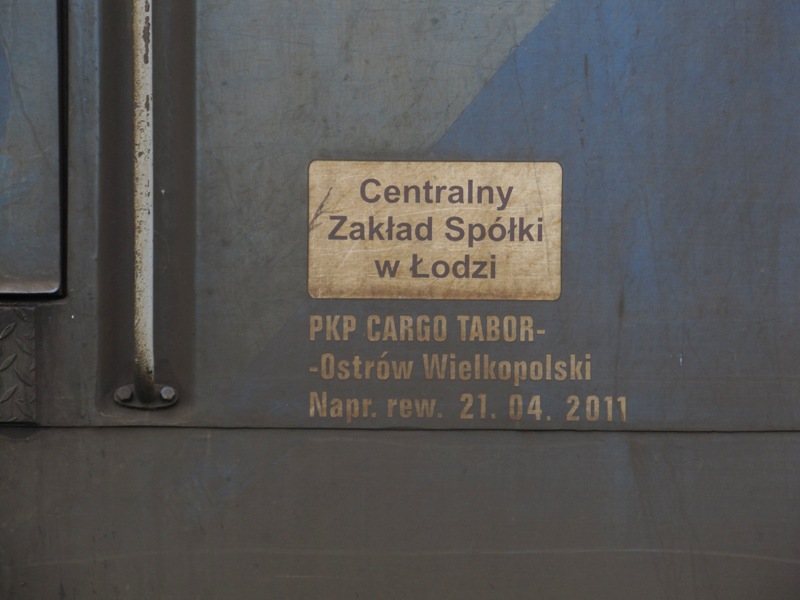 Centralny
Zakład Spółki
w Łodzi
PKP CARGO TABOR-
-Ostrów Wielkopolski
Napr. rew. 21. 04. 2011